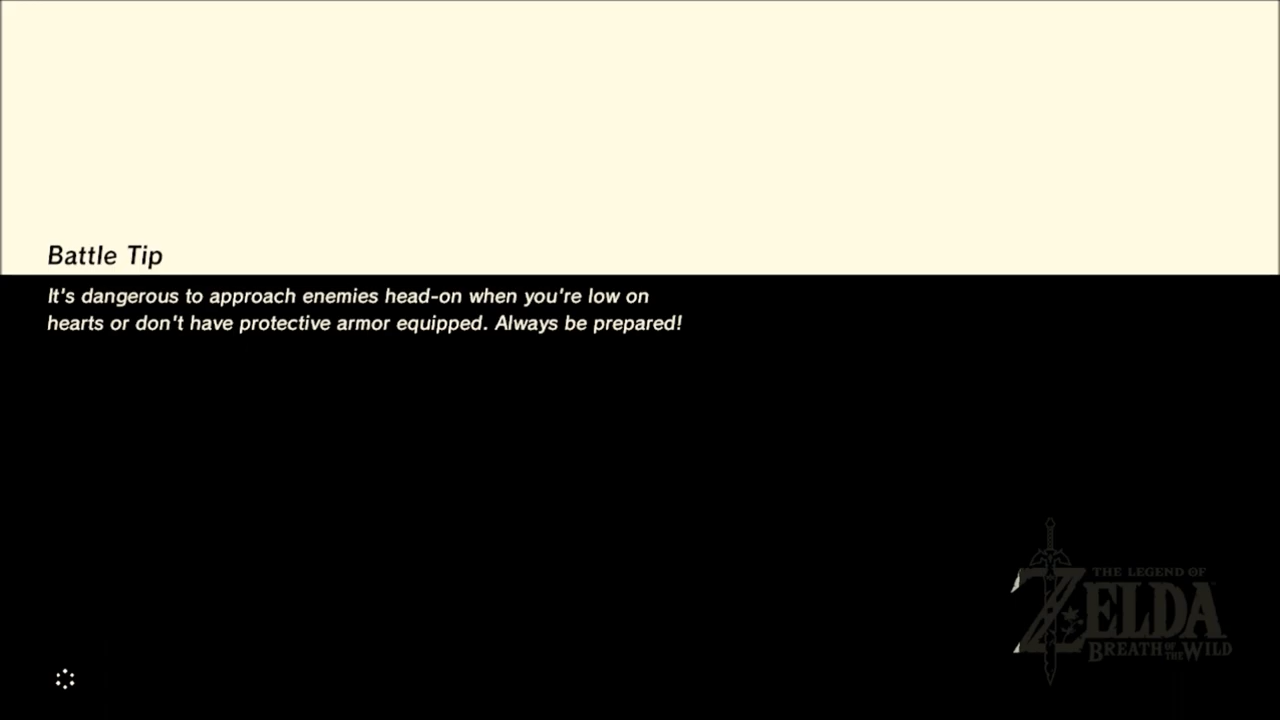 Battle Tip
It's dangerous to approach enemies head-on when you're low on
hearts or don't have protective armor equipped. Always be prepared!
THE LEGEND OF
ZELDA
BREATH OF THE WILD